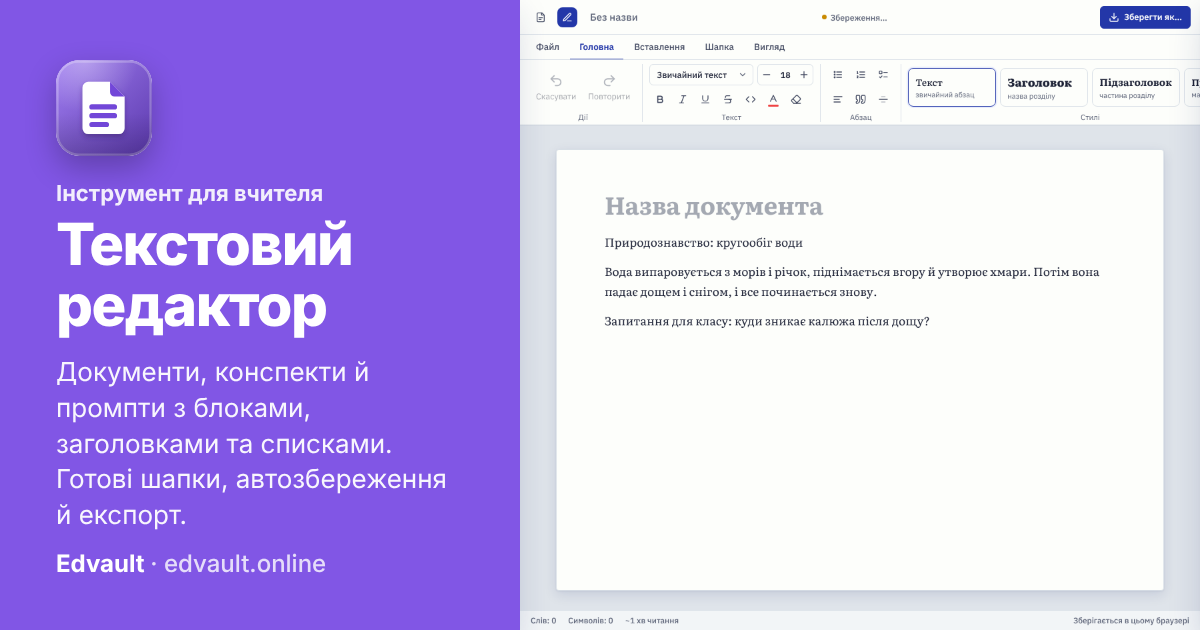 Інструмент для вчителя
Текстовий
редактор
Документи, конспекти й
промпти з блоками,
заголовками та списками.
Готові шапки, автозбереження
й експорт.
Edvault · edvault.online
Без назви
Збереження...
Зберегти як...
Файл Головна Вставлення Шапка Вигляд
Скасувати Повторити
Дії
Звичайний текст
18
B I U S A
Текст
Абзац
Текст
звичайний абзац
Заголовок
назва розділу
Підзаголовок
частина розділу
Стилі
Назва документа
Природознавство: кругообіг води
Вода випаровується з морів і річок, піднімається вгору й утворює хмари. Потім вона
падає дощем і снігом, і все починається знову.
Запитання для класу: куди зникає калюжа після дощу?
Слів: 0 Символів: 0 ~1 хв читання
Зберігається в цьому браузері